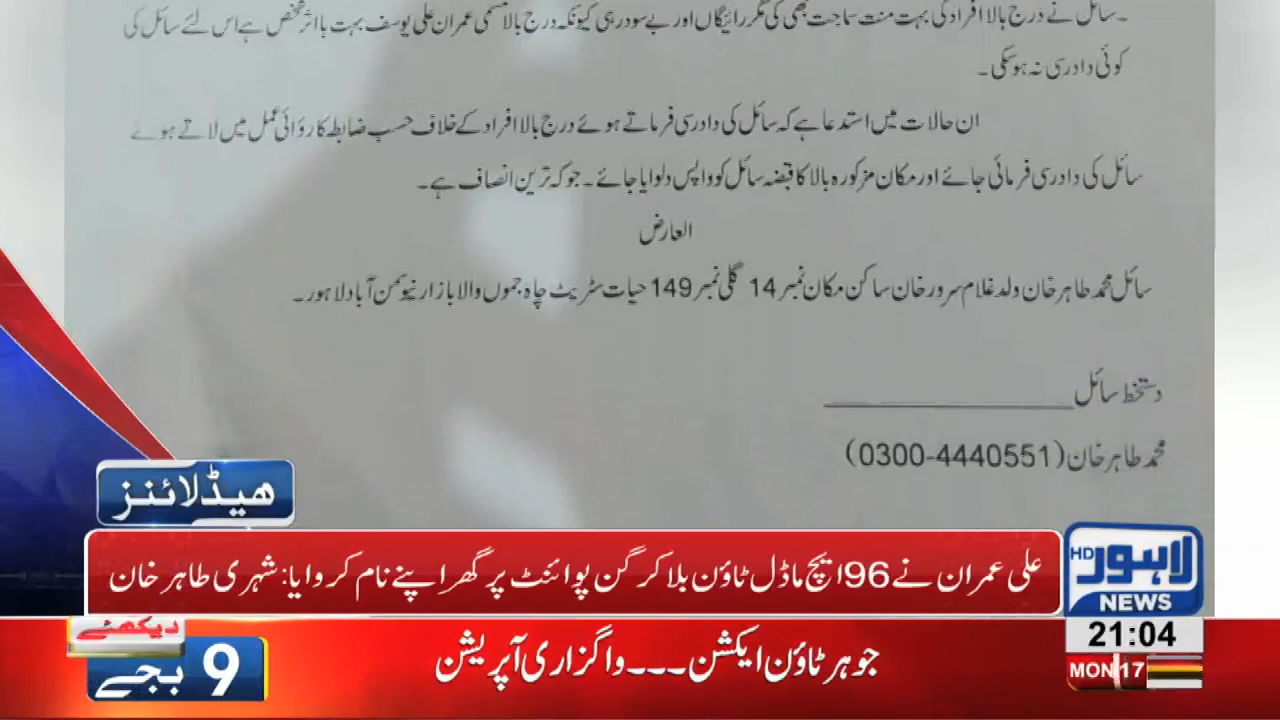 ۔سائل نے درج بالا افراد کی بہت منت سماجت بھی کی مگر رائیگاں اور بے سود رہی کیونکہ درج بالا مسمی عمران علی یوسف بہت بااثر شخص ہے اس لئے سائل کی
کوئی دادرسی نہ ہو سکی۔
ان حالات میں استدعا ہے کہ سائل کی دادرسی فرماتے ہوئے درج بالا افراد کے خلاف حسب ضابطہ کاروائی عمل میں لاتے ہوئے
سائل کی دادرسی فرمائی جائے اور مکان مزکورہ بالا کا قبضہ سائل کو واپس دلوایا جائے۔ جو کہ ترین انصاف ہے۔
العارض
سائل محمد طاہر خان ولد غلام سرور خان ساکن مکان نمبر 14 گلی نمبر 149 حیات سٹریٹ چاہ جموں والا بازار نیو سمن آباد لاہور۔
دستخط سائل ____________
محمد طاہر خان (0300-4440551)
ھیڈلائنز
علی عمران نے 96 ایچ ماڈل ٹاؤن بلا کر گن پوائنٹ پر گھر اپنے نام کروایا: شہری طاہر خان
لاہور HD
NEWS
21:04
MON 17
دیکھئے
9 بجے
جوہر ٹاؤن ایکشن ۔۔۔ واگزاری آپریشن